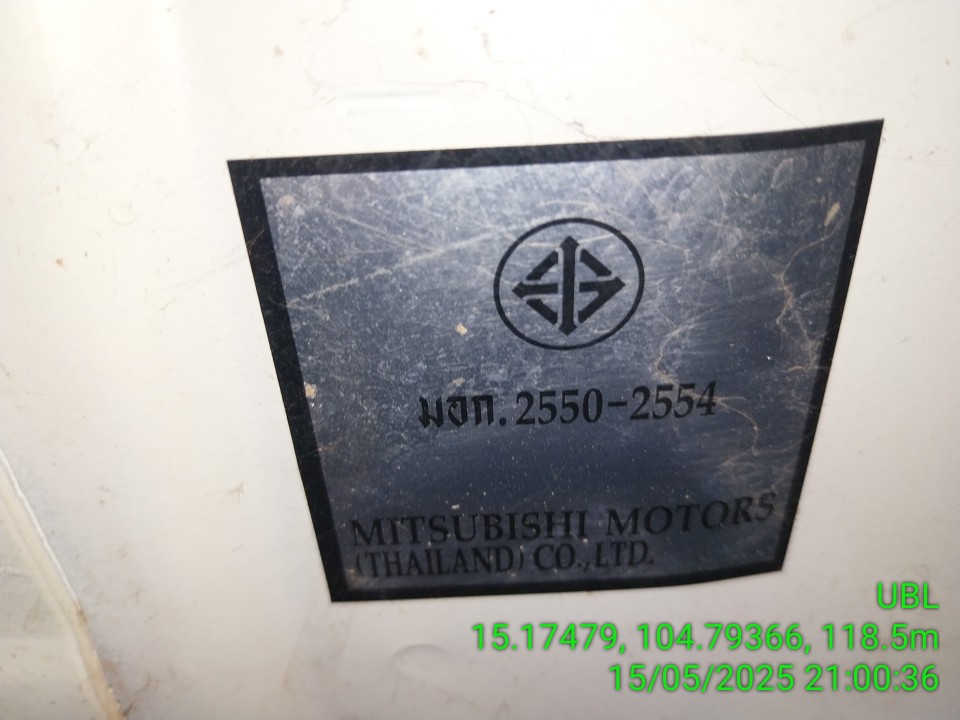 มอก.2550-2554
MITSUBISHI MOTORS
(THAILAND) CO.,LTD.
UBL
15.17479, 104.79366, 118.5m
15/05/2025 21:00:36